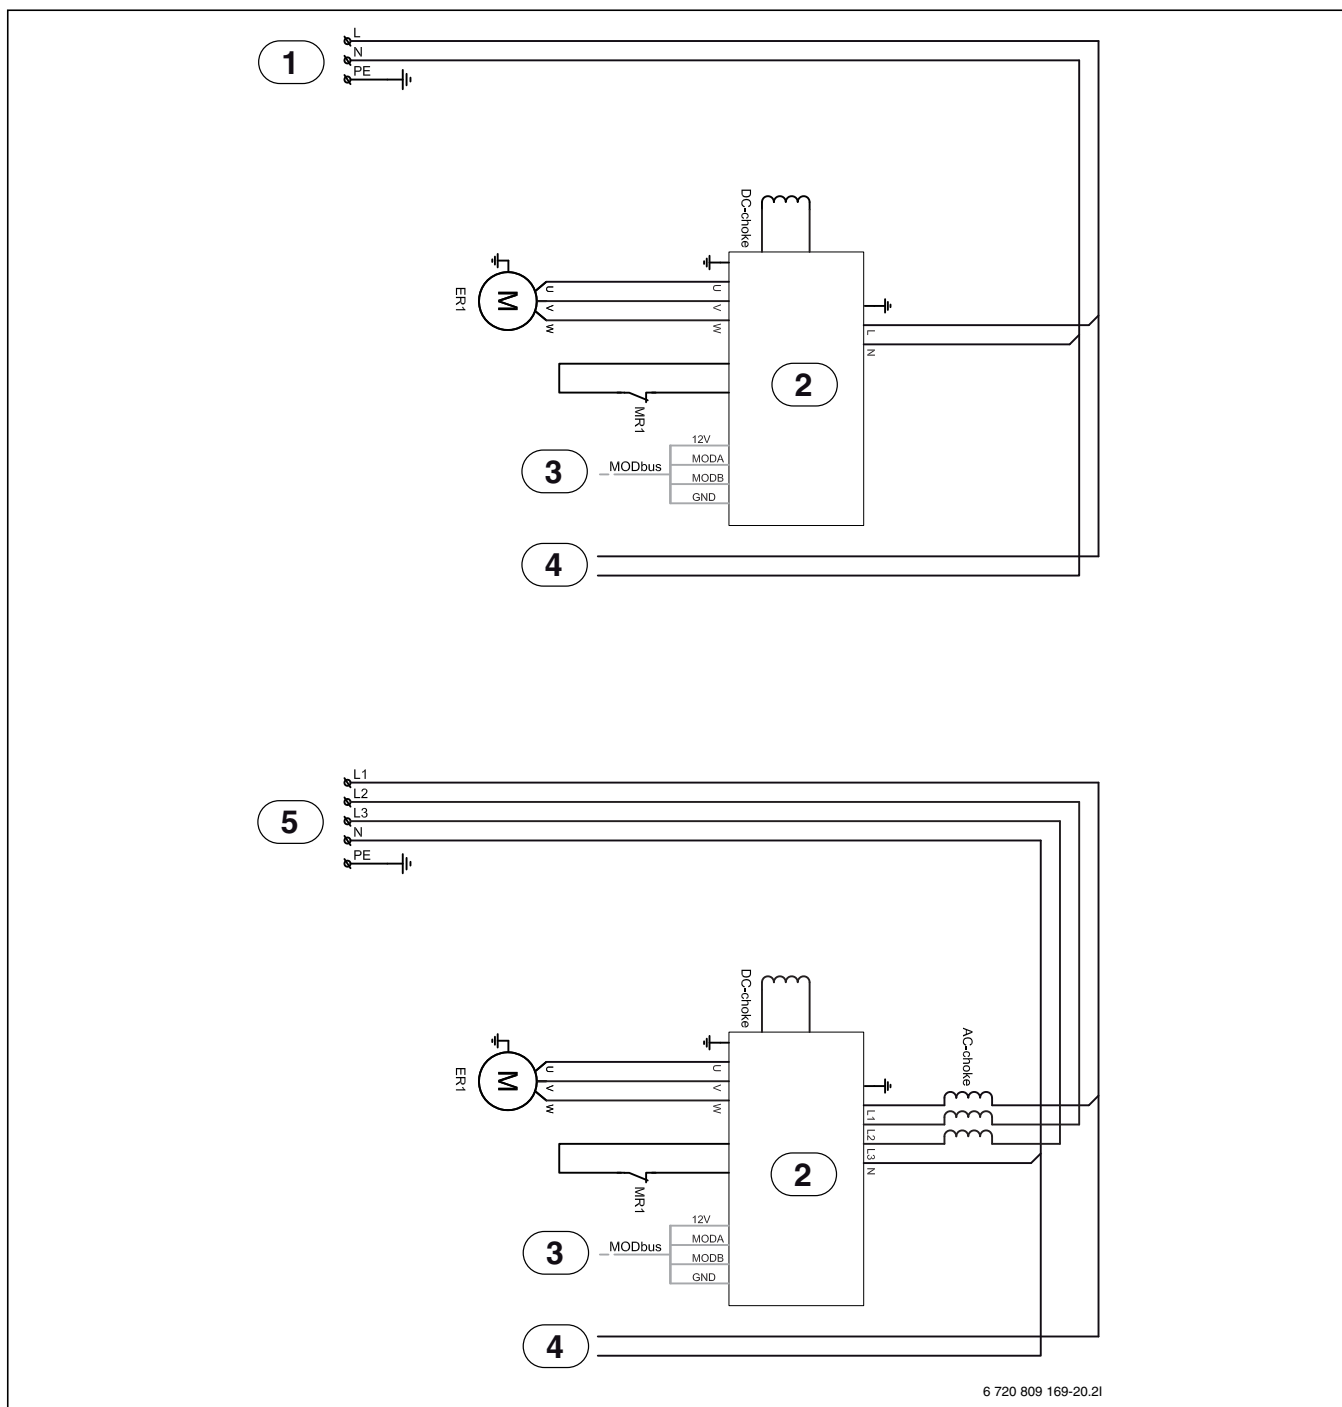 L
N
PE
1
DC-choke
ER1
M
U
V
W
U
V
W
L
N
2
MR1
12V
MODA
MODB
GND
MODbus
3
4
L1
L2
L3
N
PE
5
DC-choke
AC-choke
ER1
M
U
V
W
U
V
W
L1
L2
L3
N
2
MR1
12V
MODA
MODB
GND
MODbus
3
4
6 720 809 169-20.2I